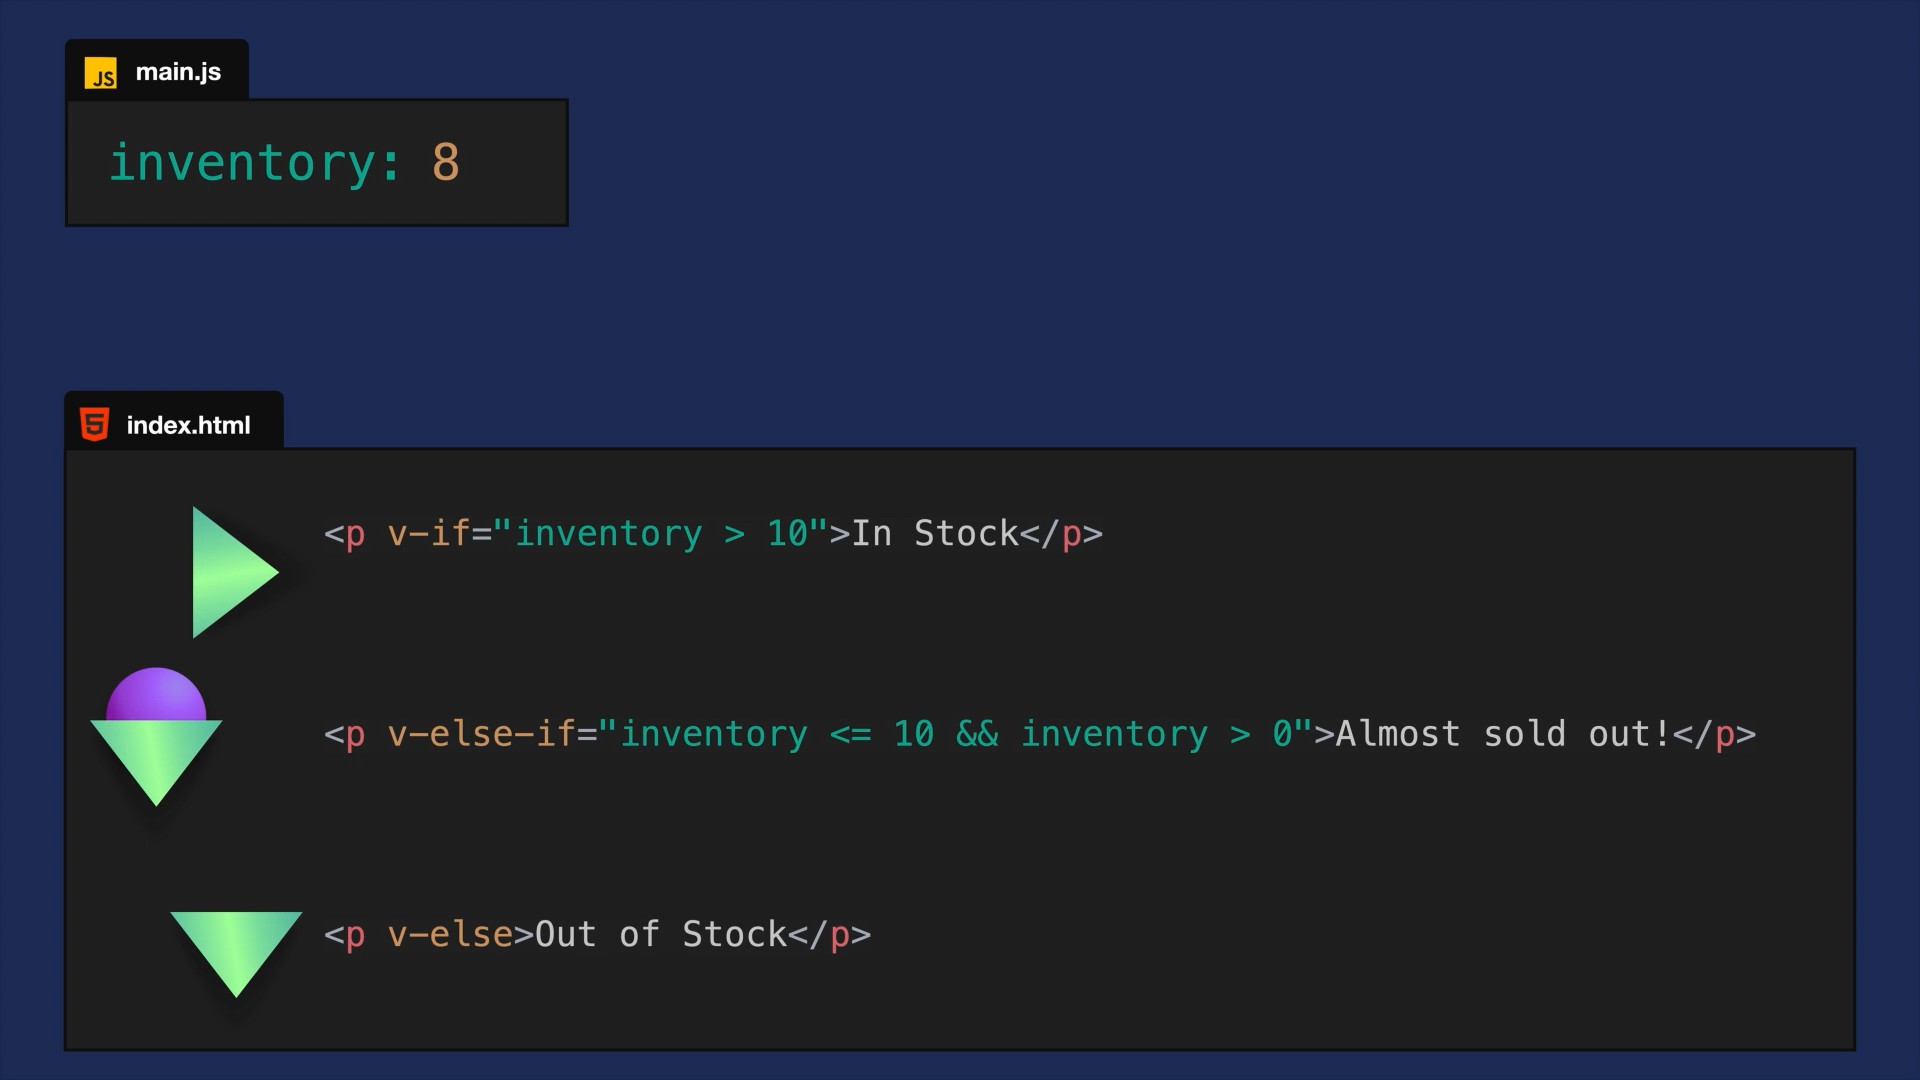 JS main.js
inventory: 8
5 index.html
<p v-if="inventory > 10">In Stock</p>
<p v-else-if="inventory <= 10 && inventory > 0">Almost sold out!</p>
<p v-else>Out of Stock</p>